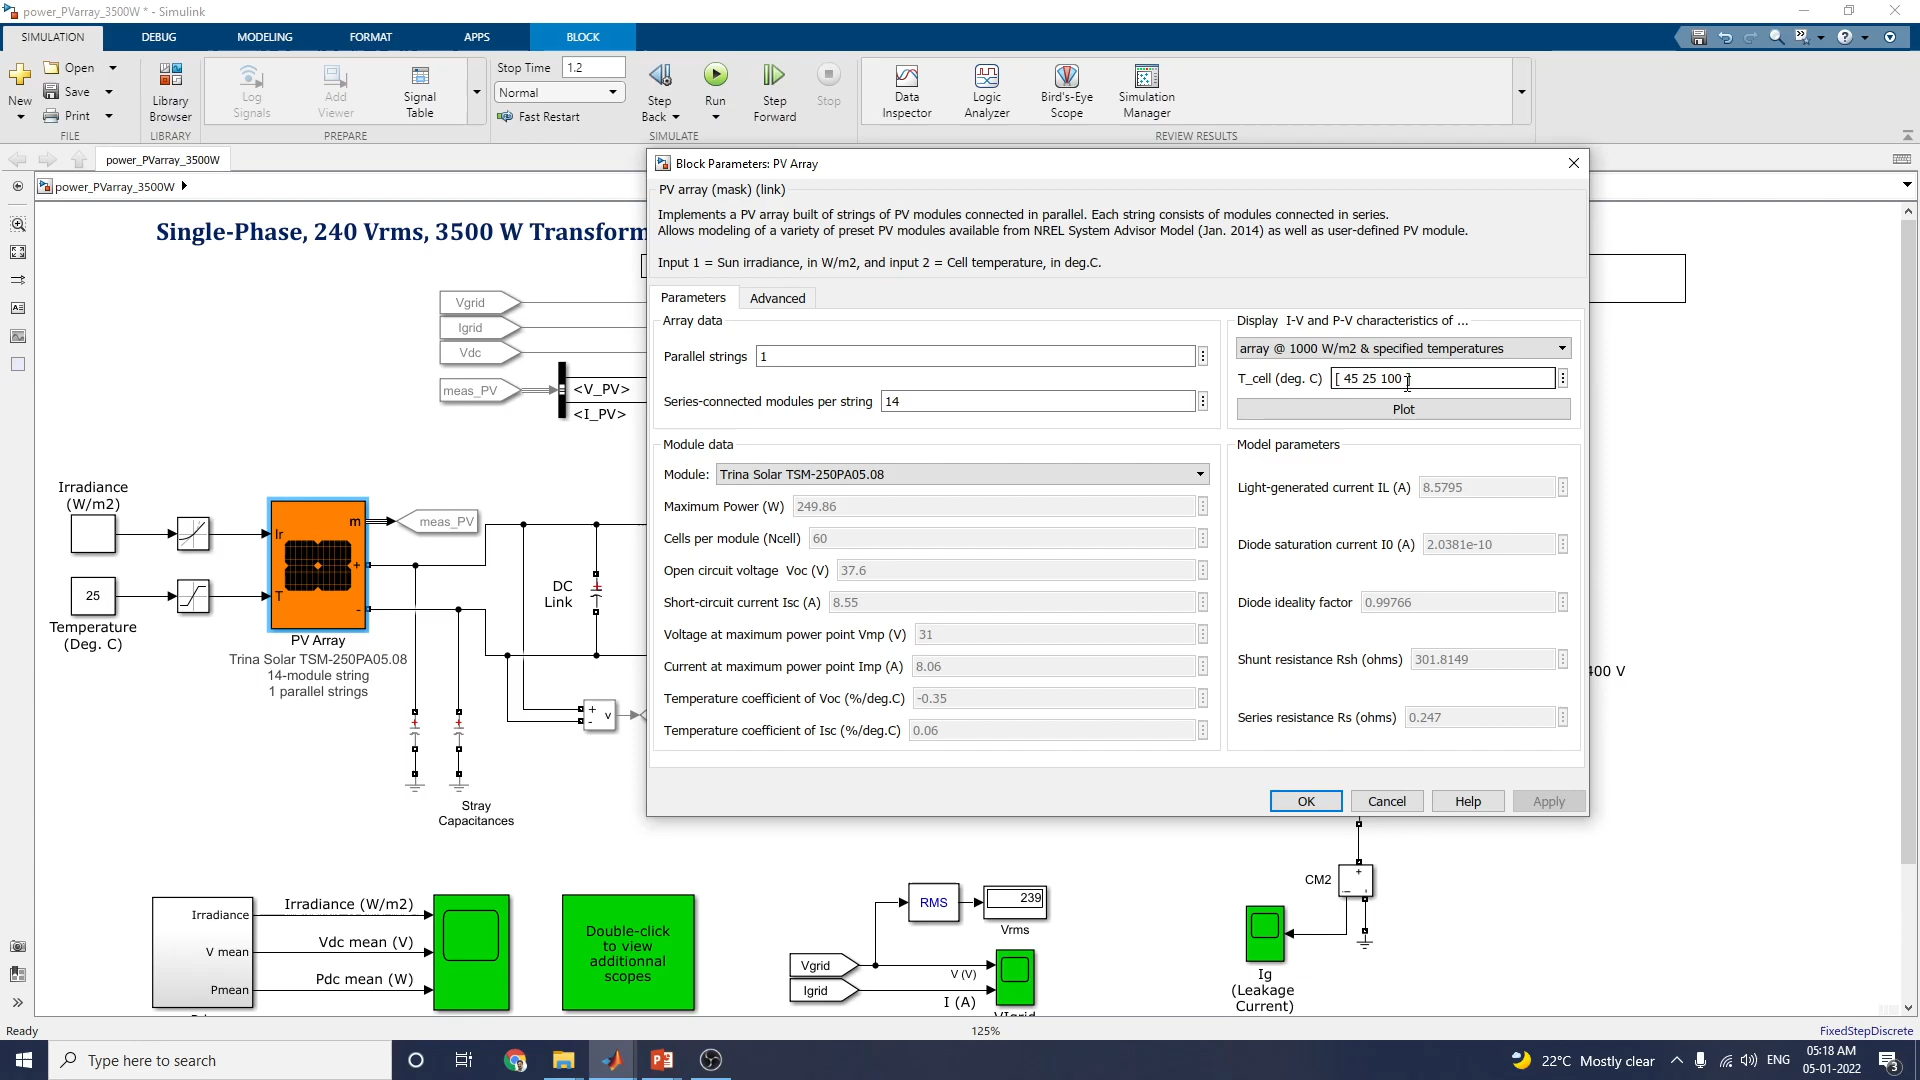 power_PVarray_3500W * - Simulink
SIMULATION
DEBUG
MODELING
FORMAT
APPS
BLOCK
New
Open
Save
Print
FILE
Library
Browser
LIBRARY
Log
Signals
Add
Viewer
Signal
Table
PREPARE
Stop Time
1.2
Normal
Fast Restart
Step
Back
Run
Step
Forward
Stop
SIMULATE
Data
Inspector
Logic
Analyzer
Bird's-Eye
Scope
Simulation
Manager
REVIEW RESULTS
power_PVarray_3500W
power_PVarray_3500W
Single-Phase, 240 Vrms, 3500 W Transform
Vgrid
Igrid
Vdc
meas_PV
<V_PV>
<I_PV>
Irradiance
(W/m2)
25
Temperature
(Deg. C)
Ir
T
m
+
-
PV Array
Trina Solar TSM-250PA05.08
14-module string
1 parallel strings
meas_PV
DC
Link
+
-
v
Stray
Capacitances
Block Parameters: PV Array
PV array (mask) (link)
Implements a PV array built of strings of PV modules connected in parallel. Each string consists of modules connected in series.
Allows modeling of a variety of preset PV modules available from NREL System Advisor Model (Jan. 2014) as well as user-defined PV module.
Input 1 = Sun irradiance, in W/m2, and input 2 = Cell temperature, in deg.C.
Parameters
Advanced
Array data
Parallel strings 1
Series-connected modules per string 14
Display I-V and P-V characteristics of ...
array @ 1000 W/m2 & specified temperatures
T_cell (deg. C) [ 45 25 100 ]
Plot
Module data
Module: Trina Solar TSM-250PA05.08
Maximum Power (W) 249.86
Cells per module (Ncell) 60
Open circuit voltage Voc (V) 37.6
Short-circuit current Isc (A) 8.55
Voltage at maximum power point Vmp (V) 31
Current at maximum power point Imp (A) 8.06
Temperature coefficient of Voc (%/deg.C) -0.35
Temperature coefficient of Isc (%/deg.C) 0.06
Model parameters
Light-generated current IL (A) 8.5795
Diode saturation current I0 (A) 2.0381e-10
Diode ideality factor 0.99766
Shunt resistance Rsh (ohms) 301.8149
Series resistance Rs (ohms) 0.247
OK
Cancel
Help
Apply
400 V
Irradiance
V mean
Pmean
Irradiance (W/m2)
Vdc mean (V)
Pdc mean (W)
Double-click
to view
additionnal
scopes
RMS
239
Vrms
Vgrid
Igrid
V (V)
I (A)
VIgrid
CM2
+
-
Ig
(Leakage
Current)
Ready
125%
FixedStepDiscrete
Type here to search
22°C Mostly clear
ENG
05:18 AM
05-01-2022
3